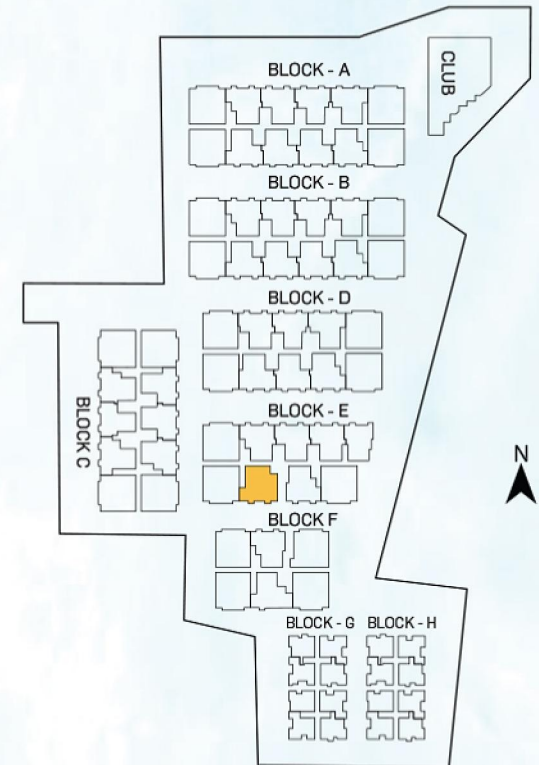 BLOCK - A
CLUB
BLOCK - B
BLOCK - D
BLOCK C
BLOCK - E
N
BLOCK F
BLOCK - G
BLOCK - H